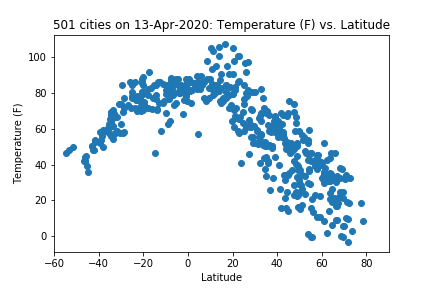 501 cities on 13-Apr-2020: Temperature (F) vs. Latitude
Temperature (F)
100
80
60
40
20
0
−60 −40 −20 0 20 40 60 80
Latitude